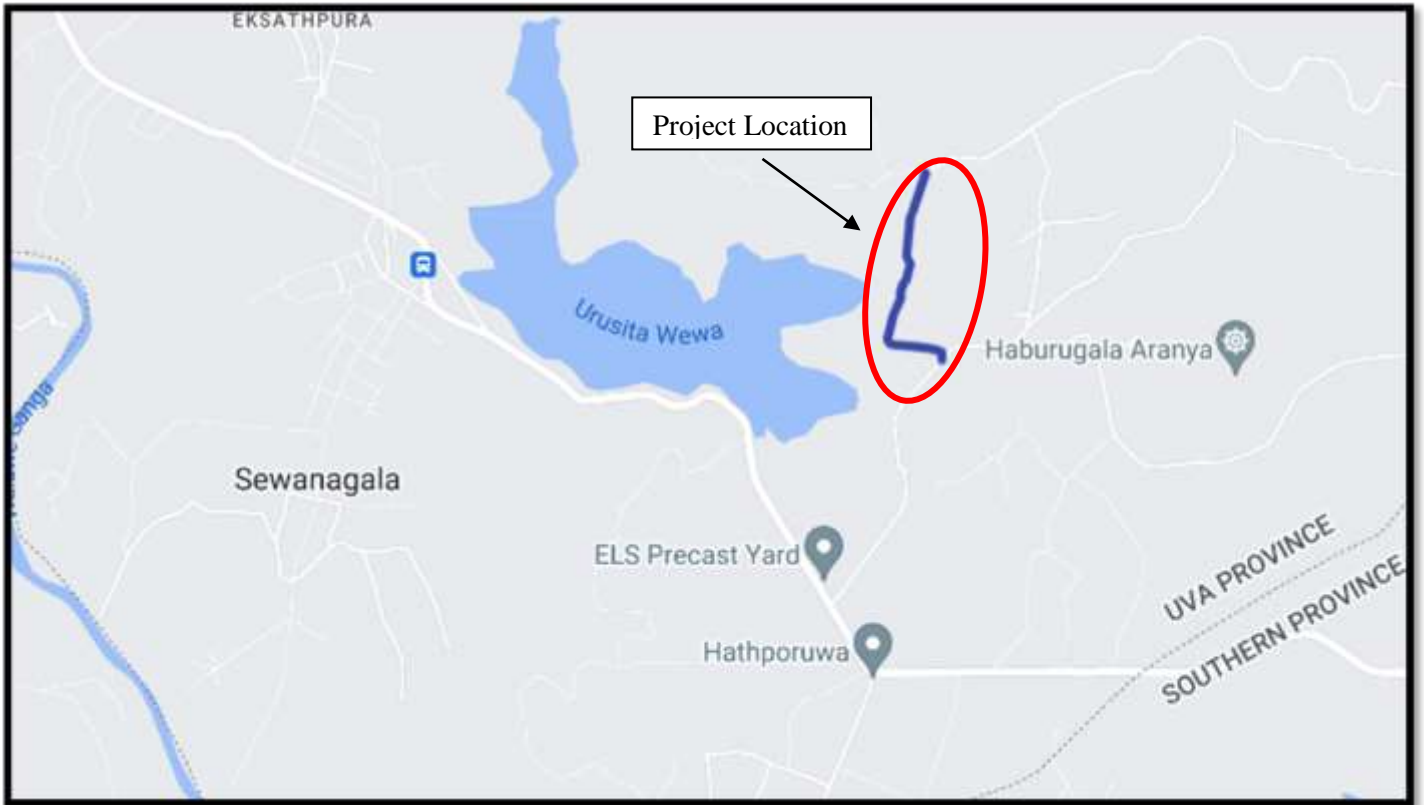 EKSATHPURA
Project Location
Urusita Wewa
Haburugala Aranya
Sewanagala
ELS Precast Yard
UVA PROVINCE
Hathporuwa
SOUTHERN PROVINCE